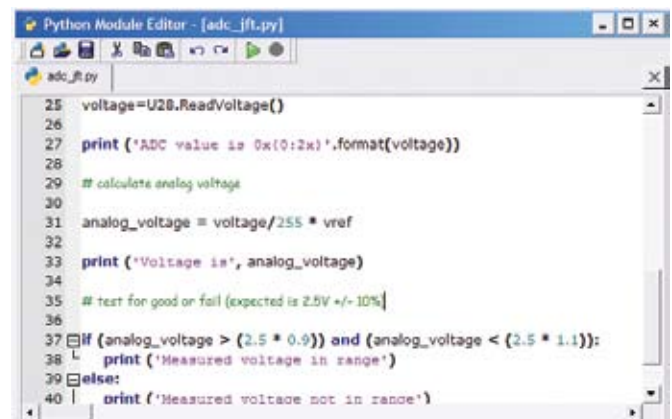 Python Module Editor - [adc_jft.py]
adc_jft.py
25 voltage=U28.ReadVoltage()
26
27 print ('ADC value is 0x{0:2x}'.format(voltage))
28
29 # calculate analog voltage
30
31 analog_voltage = voltage/255 * vref
32
33 print ('Voltage is', analog_voltage)
34
35 # test for good or fail (expected is 2.5V +/- 10%
36
37 if (analog_voltage > (2.5 * 0.9)) and (analog_voltage < (2.5 * 1.1)):
38 print ('Measured voltage in range')
39 else:
40 print ('Measured voltage not in range')